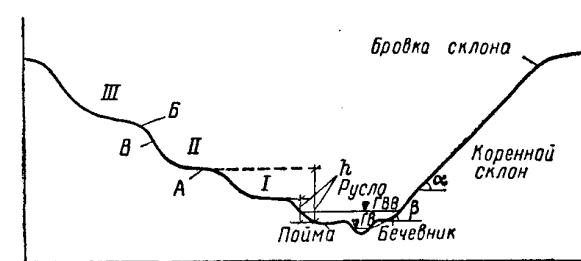 Бровка склона
III
Б
В
II
h
Коренной
склон
А
I
Русло
α
ГВВ
β
ГВ
Пойма
Бечевник